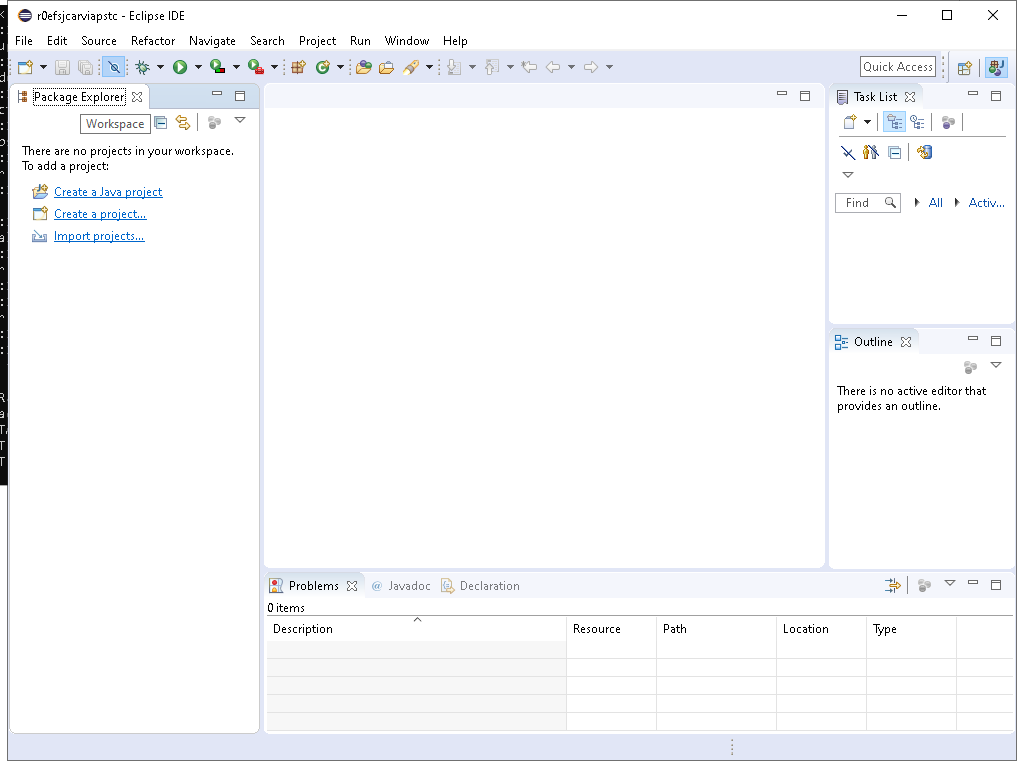 r0efsjcarviapstc - Eclipse IDE
File Edit Source Refactor Navigate Search Project Run Window Help
Quick Access
Package Explorer
Workspace
There are no projects in your workspace.
To add a project:
Create a Java project
Create a project...
Import projects...
Task List
Find All Activ...
Outline
There is no active editor that
provides an outline.
Problems @ Javadoc Declaration
0 items
Description Resource Path Location Type